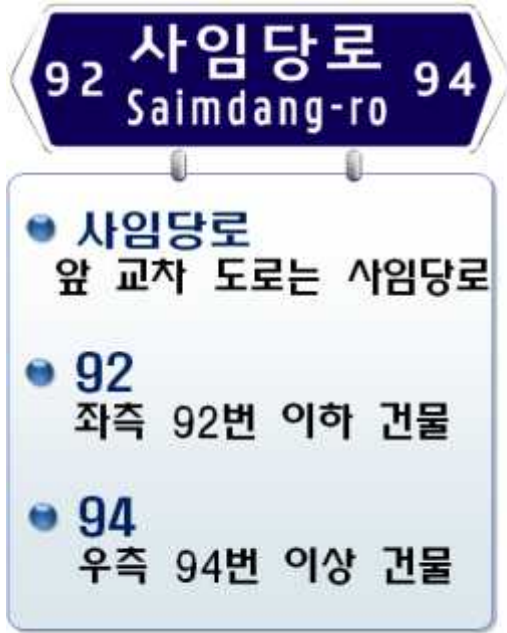 92 사임당로 94
Saimdang-ro
사임당로
앞 교차 도로는 사임당로
92
좌측 92번 이하 건물
94
우측 94번 이상 건물